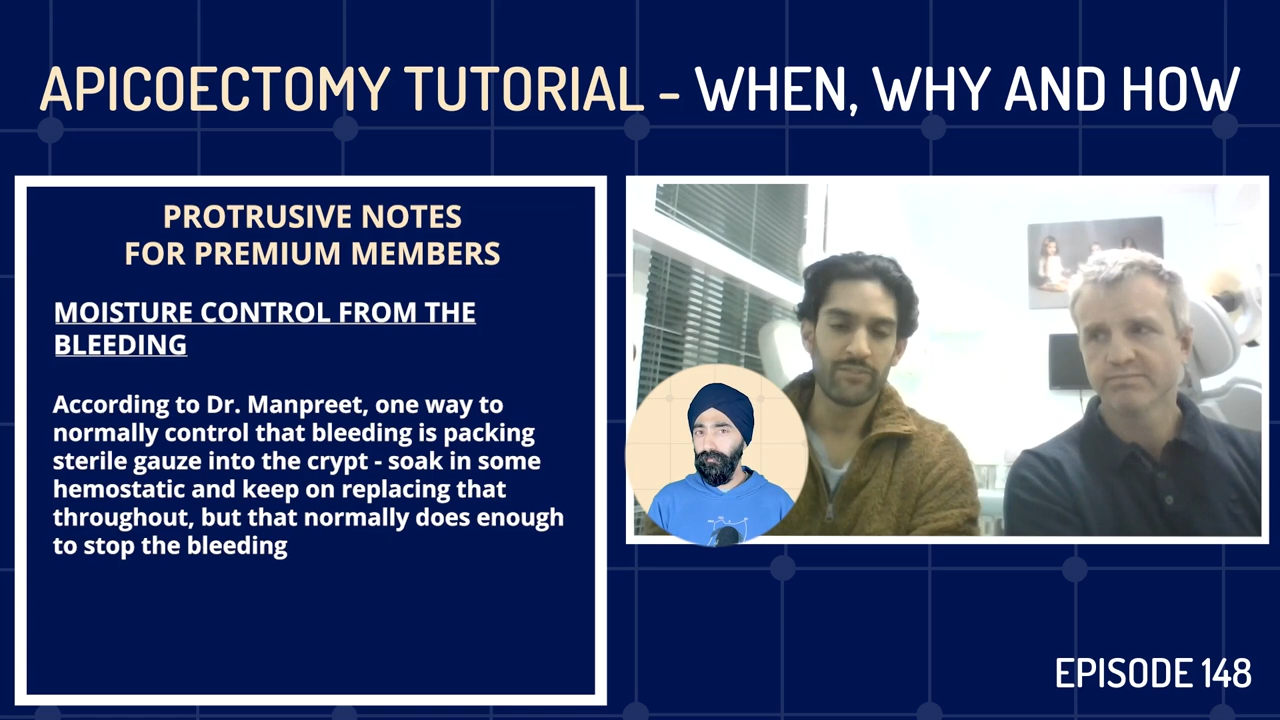 APICOECTOMY TUTORIAL - WHEN, WHY AND HOW
PROTRUSIVE NOTES
FOR PREMIUM MEMBERS
MOISTURE CONTROL FROM THE
BLEEDING
According to Dr. Manpreet, one way to
normally control that bleeding is packing
sterile gauze into the crypt - soak in some
hemostatic and keep on replacing that
throughout, but that normally does enough
to stop the bleeding
EPISODE 148